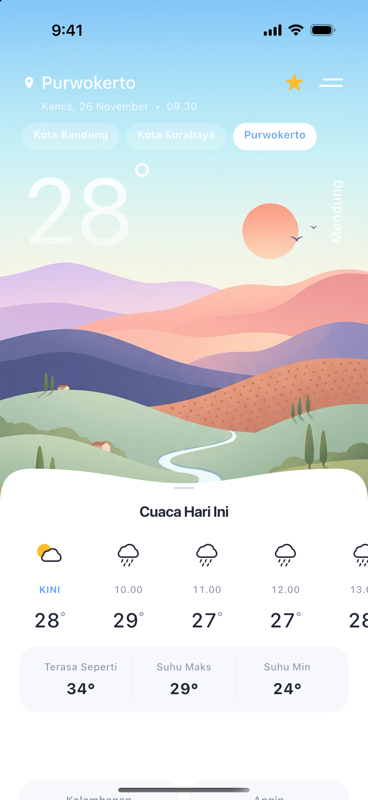 9:41
Purwokerto
Kamis, 26 November • 09.30
Kota Bandung Kota Surabaya Purwokerto
28°
Mendung
Cuaca Hari Ini
KINI 10.00 11.00 12.00
28° 29° 27° 27° 28
Terasa Seperti Suhu Maks Suhu Min
34° 29° 24°